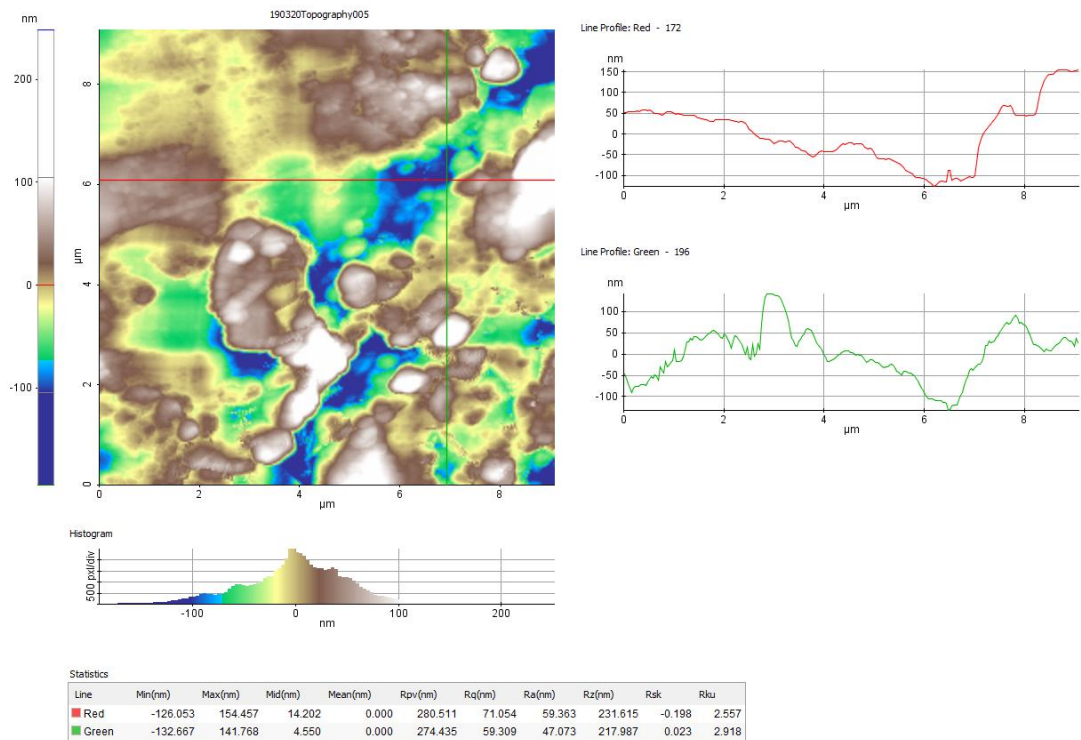 190320Topography005
nm
200
100
0
-100
8
6
4
2
0
µm
0 2 4 6 8
µm
Line Profile: Red - 172
nm
150
100
50
0
-50
-100
0 2 4 6 8
µm
Line Profile: Green - 196
nm
100
50
0
-50
-100
0 2 4 6 8
µm
Histogram
500 pxl/div
-100 0 100 200
nm
Statistics
Line Min(nm) Max(nm) Mid(nm) Mean(nm) Rpv(nm) Rq(nm) Ra(nm) Rz(nm) Rsk Rku
Red -126.053 154.457 14.202 0.000 280.511 71.054 59.363 231.615 -0.198 2.557
Green -132.667 141.768 4.550 0.000 274.435 59.309 47.073 217.987 0.023 2.918